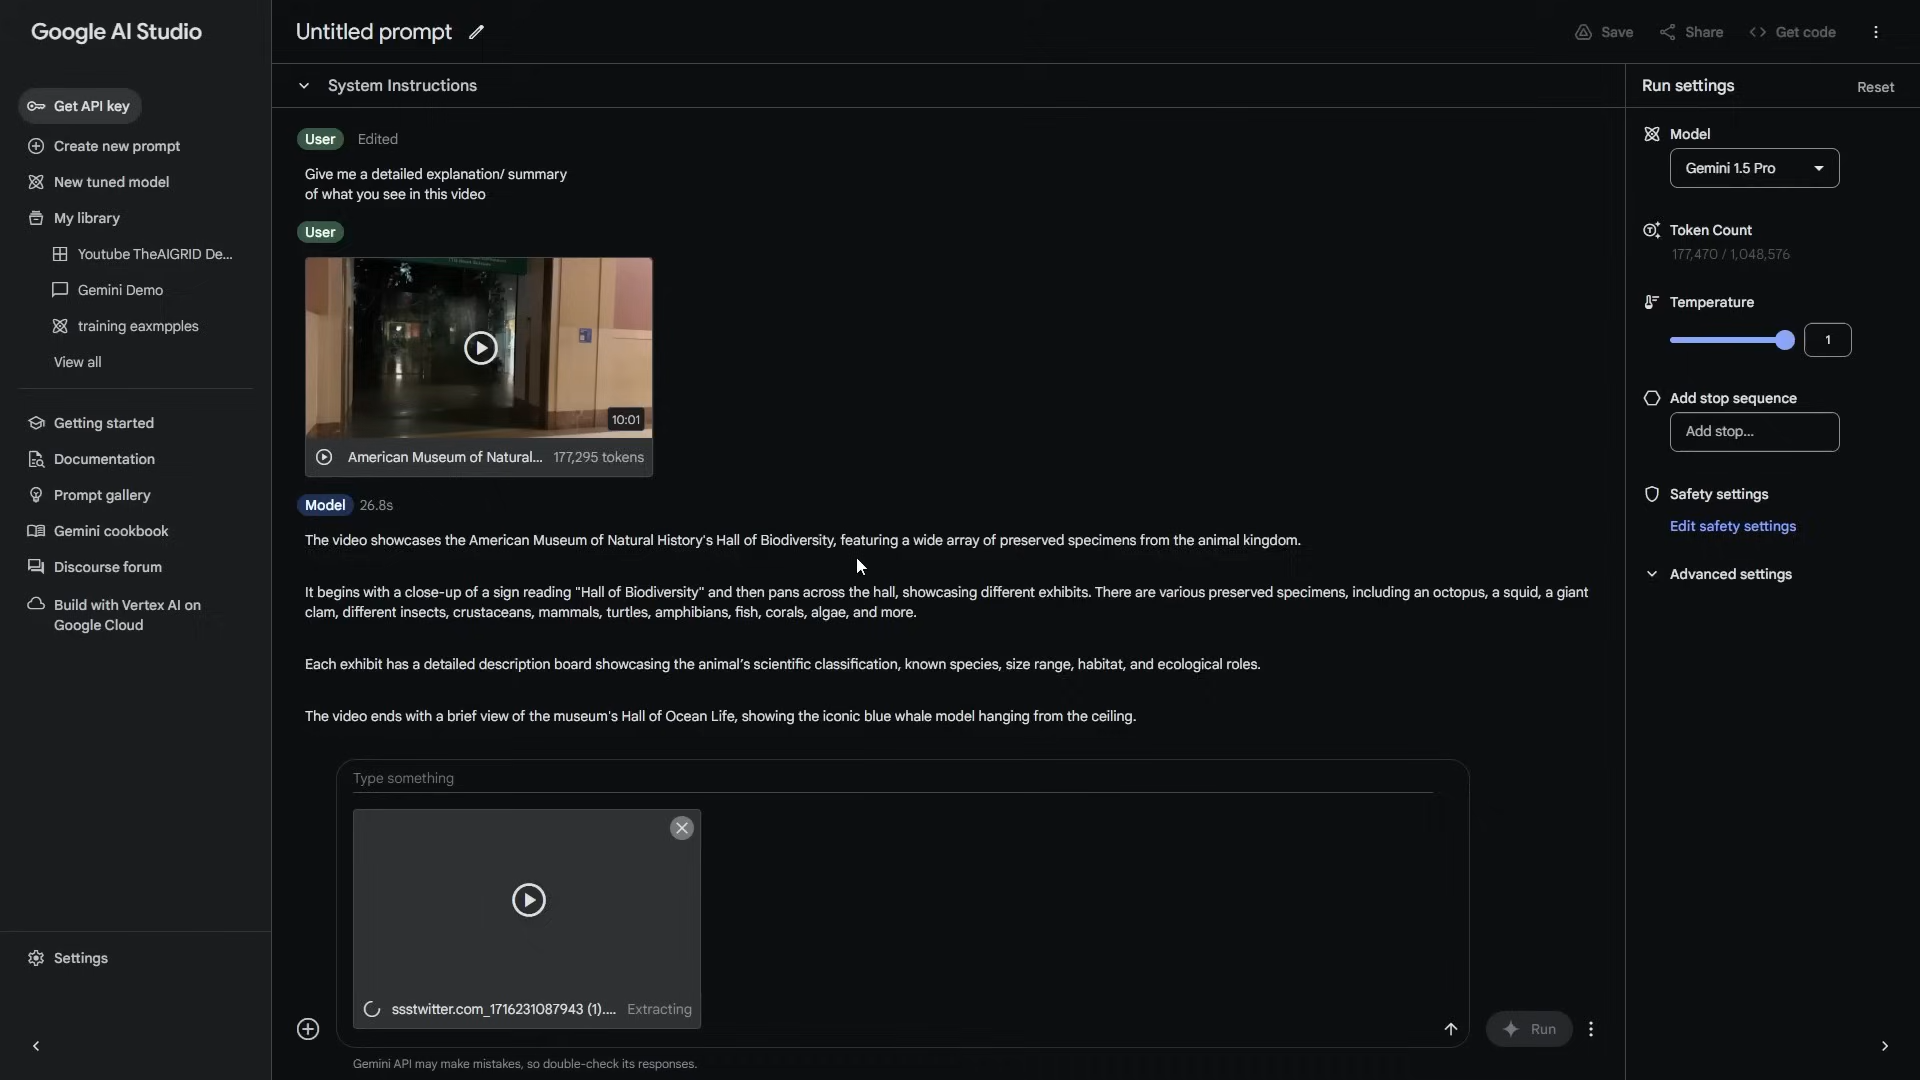 Google AI Studio
Get API key
Create new prompt
New tuned model
My library
Youtube TheAIGRID De...
Gemini Demo
training eaxmpples
View all
Getting started
Documentation
Prompt gallery
Gemini cookbook
Discourse forum
Build with Vertex AI on
Google Cloud
Settings
Untitled prompt
Save
Share
Get code
System Instructions
User Edited
Give me a detailed explanation/ summary
of what you see in this video
User
10:01
American Museum of Natural... 177,295 tokens
Model 26.8s
The video showcases the American Museum of Natural History's Hall of Biodiversity, featuring a wide array of preserved specimens from the animal kingdom.
It begins with a close-up of a sign reading "Hall of Biodiversity" and then pans across the hall, showcasing different exhibits. There are various preserved specimens, including an octopus, a squid, a giant
clam, different insects, crustaceans, mammals, turtles, amphibians, fish, corals, algae, and more.
Each exhibit has a detailed description board showcasing the animal's scientific classification, known species, size range, habitat, and ecological roles.
The video ends with a brief view of the museum's Hall of Ocean Life, showing the iconic blue whale model hanging from the ceiling.
Type something
ssstwitter.com_1716231087943 (1).... Extracting
Run
Gemini API may make mistakes, so double-check its responses.
Run settings
Reset
Model
Gemini 1.5 Pro
Token Count
177,470 / 1,048,576
Temperature
1
Add stop sequence
Add stop...
Safety settings
Edit safety settings
Advanced settings